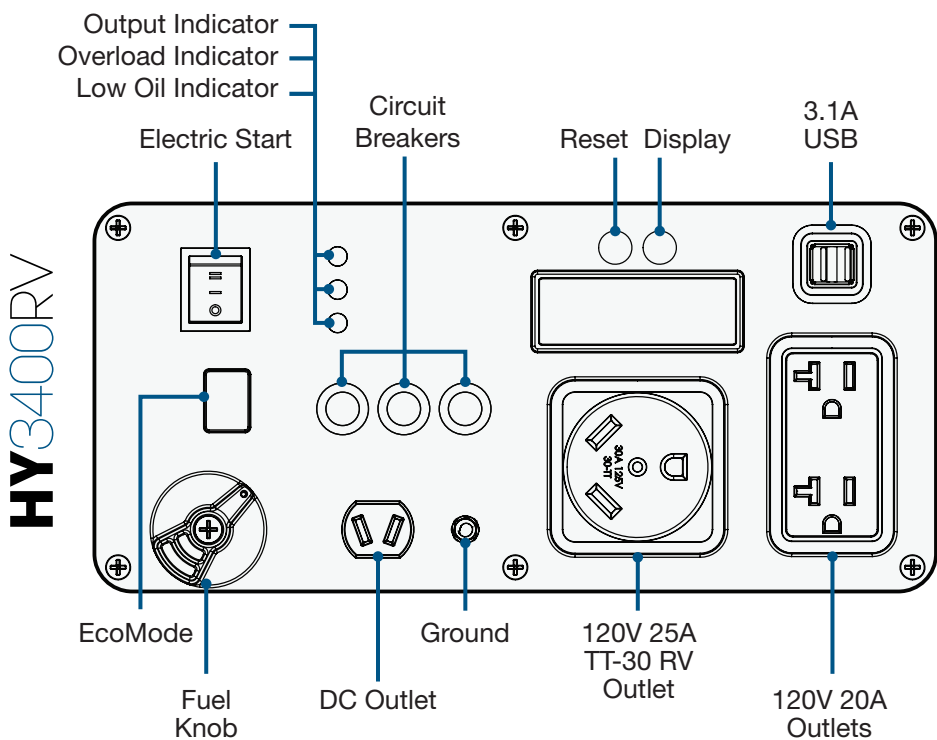 Output Indicator
Overload Indicator
Low Oil Indicator
Electric Start
Circuit
Breakers
Reset
Display
3.1A
USB
HY3400RV
30A 125V
30-TT
EcoMode
Fuel
Knob
DC Outlet
Ground
120V 25A
TT-30 RV
Outlet
120V 20A
Outlets